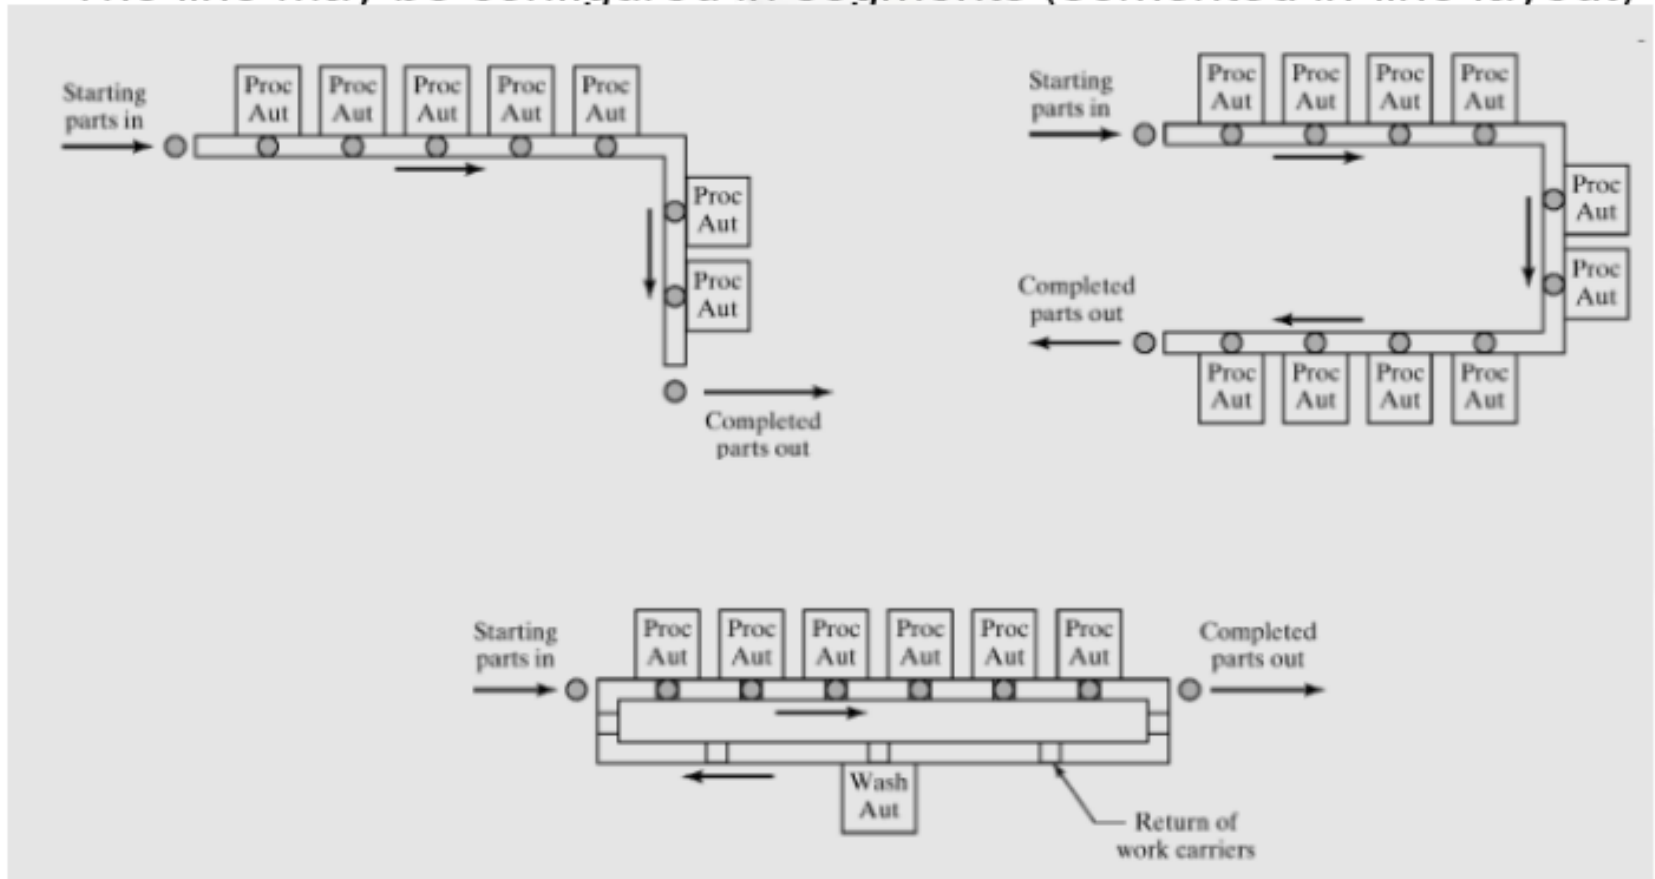 Starting
parts in
Proc
Aut
Proc
Aut
Proc
Aut
Proc
Aut
Proc
Aut
Proc
Aut
Proc
Aut
Completed
parts out
Starting
parts in
Proc
Aut
Proc
Aut
Proc
Aut
Proc
Aut
Proc
Aut
Proc
Aut
Completed
parts out
Proc
Aut
Proc
Aut
Proc
Aut
Proc
Aut
Starting
parts in
Proc
Aut
Proc
Aut
Proc
Aut
Proc
Aut
Proc
Aut
Proc
Aut
Completed
parts out
Wash
Aut
Return of
work carriers